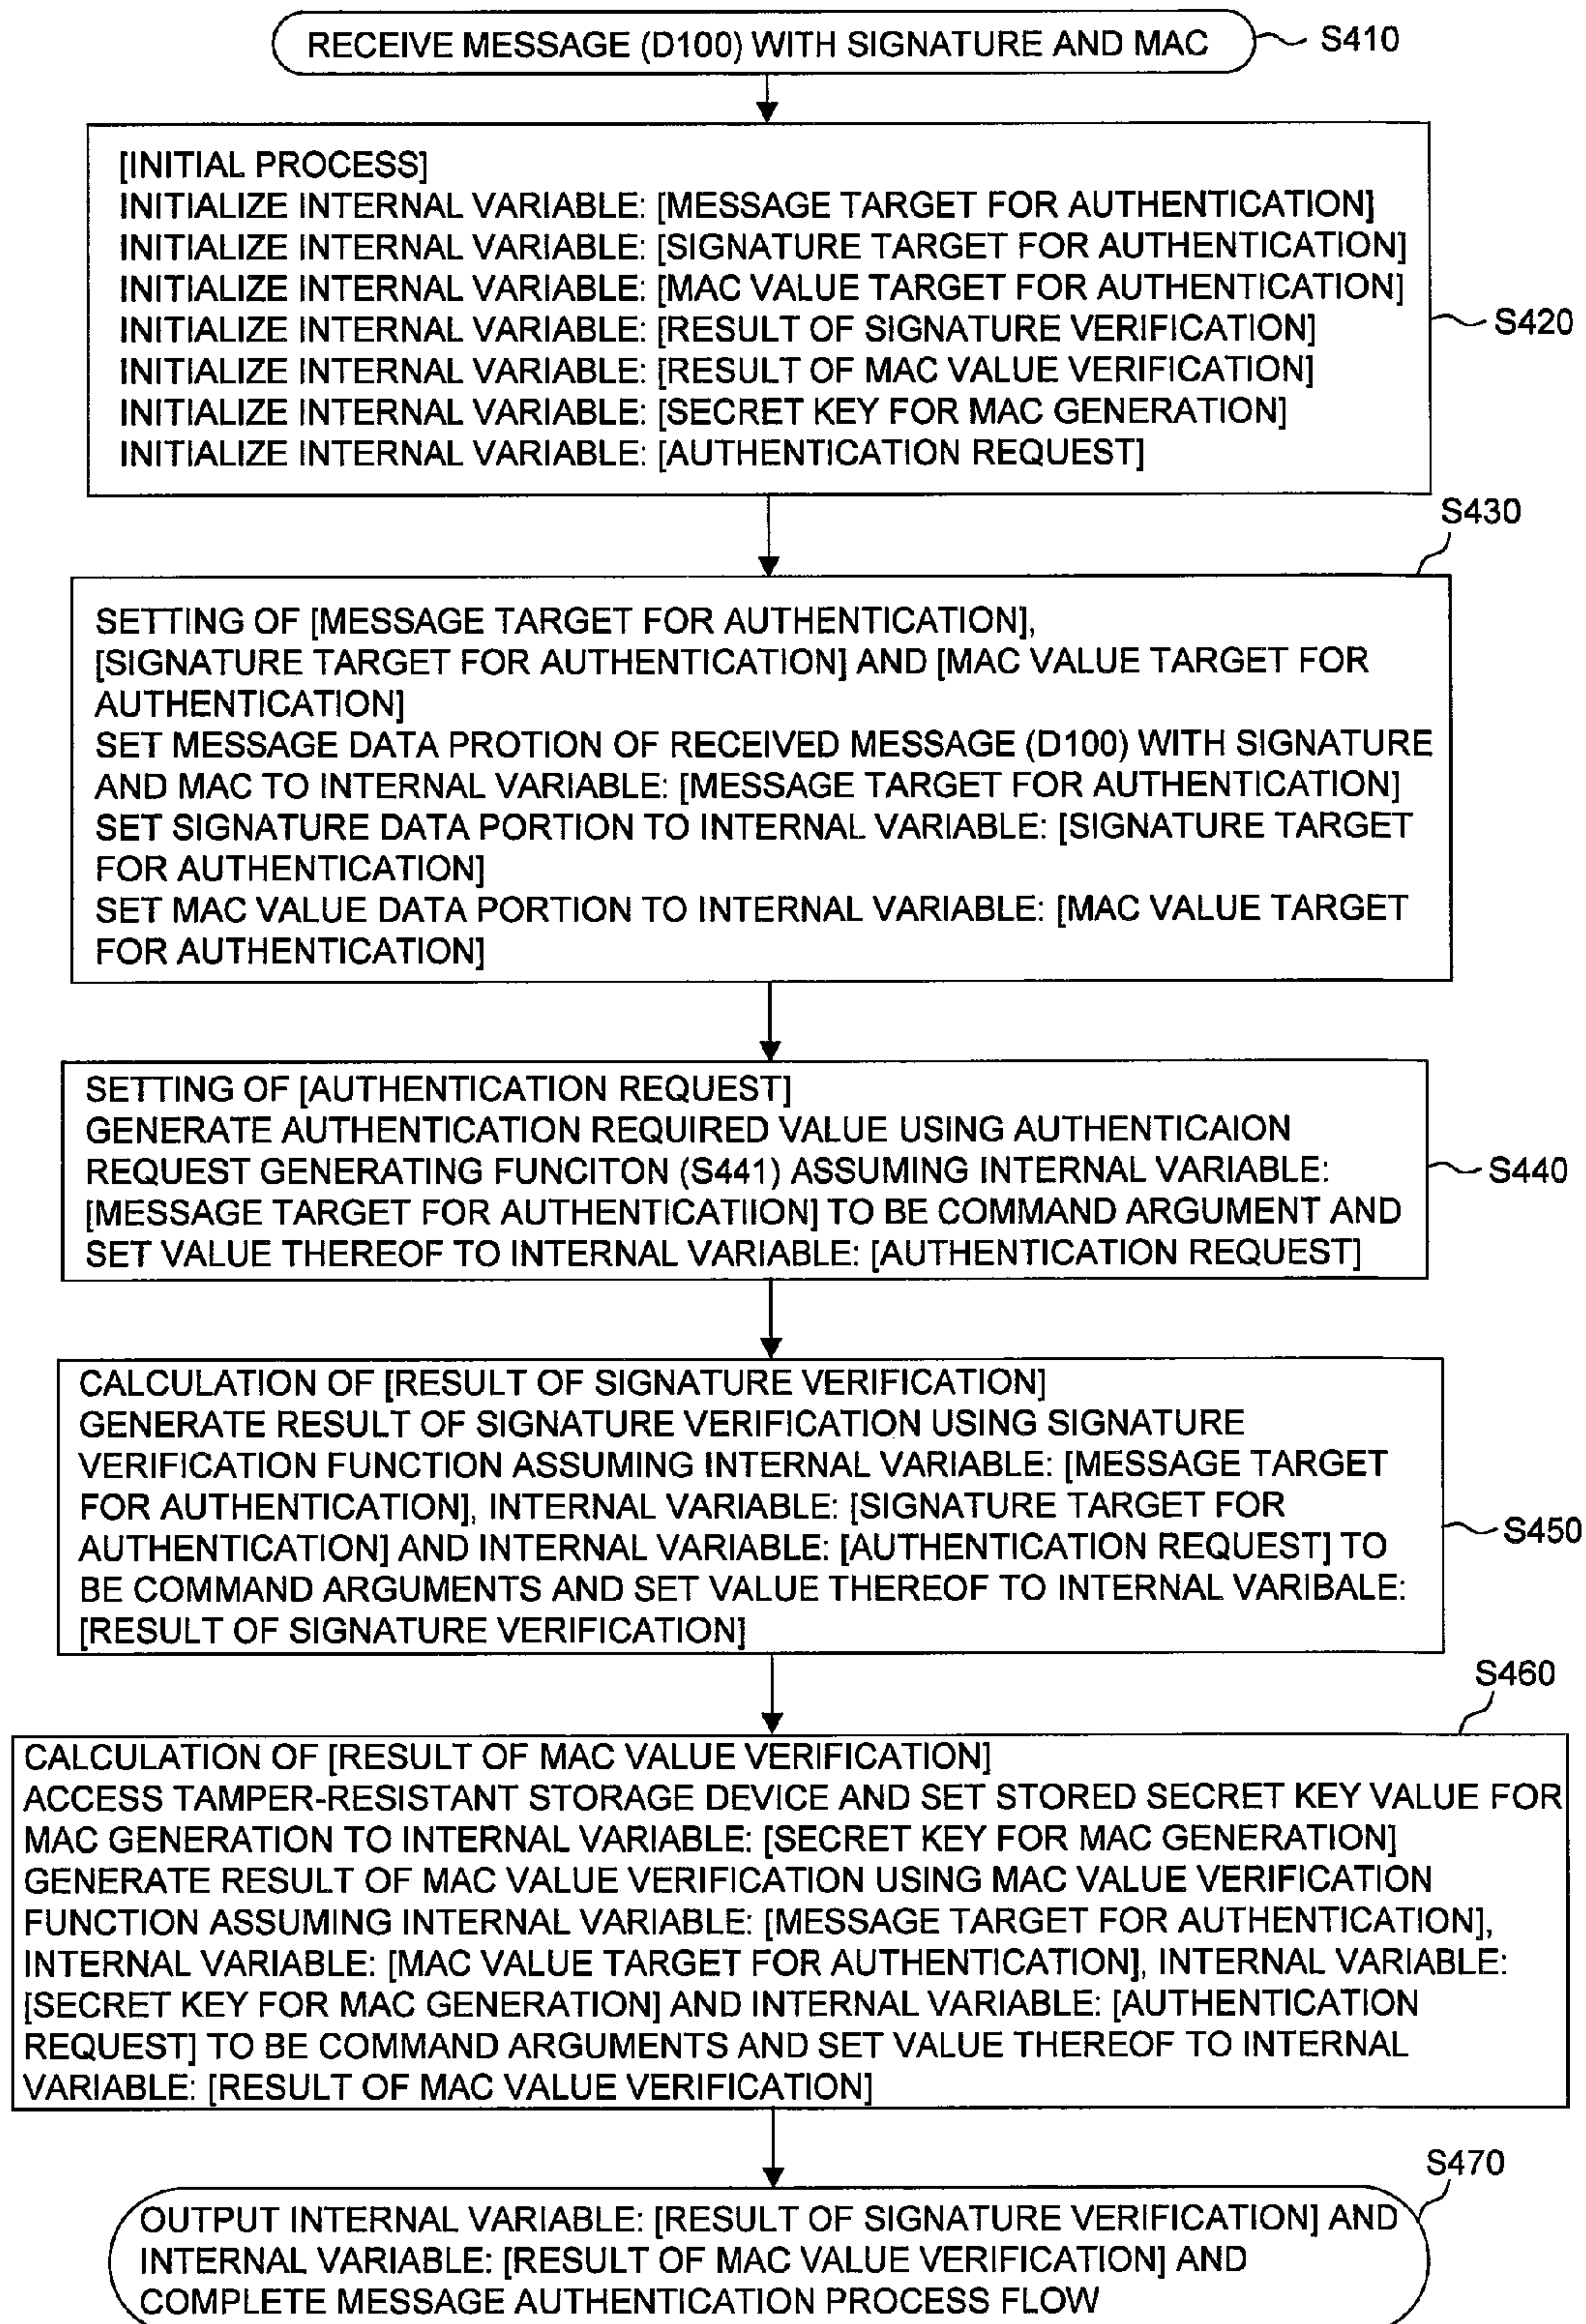 RECEIVE MESSAGE (D100) WITH SIGNATURE AND MAC
S410
[INITIAL PROCESS]
INITIALIZE INTERNAL VARIABLE: [MESSAGE TARGET FOR AUTHENTICATION]
INITIALIZE INTERNAL VARIABLE: [SIGNATURE TARGET FOR AUTHENTICATION]
INITIALIZE INTERNAL VARIABLE: [MAC VALUE TARGET FOR AUTHENTICATION]
INITIALIZE INTERNAL VARIABLE: [RESULT OF SIGNATURE VERIFICATION]
INITIALIZE INTERNAL VARIABLE: [RESULT OF MAC VALUE VERIFICATION]
INITIALIZE INTERNAL VARIABLE: [SECRET KEY FOR MAC GENERATION]
INITIALIZE INTERNAL VARIABLE: [AUTHENTICATION REQUEST]
S420
S430
SETTING OF [MESSAGE TARGET FOR AUTHENTICATION],
[SIGNATURE TARGET FOR AUTHENTICATION] AND [MAC VALUE TARGET FOR
AUTHENTICATION]
SET MESSAGE DATA PROTION OF RECEIVED MESSAGE (D100) WITH SIGNATURE
AND MAC TO INTERNAL VARIABLE: [MESSAGE TARGET FOR AUTHENTICATION]
SET SIGNATURE DATA PORTION TO INTERNAL VARIABLE: [SIGNATURE TARGET
FOR AUTHENTICATION]
SET MAC VALUE DATA PORTION TO INTERNAL VARIABLE: [MAC VALUE TARGET
FOR AUTHENTICATION]
SETTING OF [AUTHENTICATION REQUEST]
GENERATE AUTHENTICATION REQUIRED VALUE USING AUTHENTICAION
REQUEST GENERATING FUNCITON (S441) ASSUMING INTERNAL VARIABLE:
[MESSAGE TARGET FOR AUTHENTICATIION] TO BE COMMAND ARGUMENT AND
SET VALUE THEREOF TO INTERNAL VARIABLE: [AUTHENTICATION REQUEST]
S440
CALCULATION OF [RESULT OF SIGNATURE VERIFICATION]
GENERATE RESULT OF SIGNATURE VERIFICATION USING SIGNATURE
VERIFICATION FUNCTION ASSUMING INTERNAL VARIABLE: [MESSAGE TARGET
FOR AUTHENTICATION], INTERNAL VARIABLE: [SIGNATURE TARGET FOR
AUTHENTICATION] AND INTERNAL VARIABLE: [AUTHENTICATION REQUEST] TO
BE COMMAND ARGUMENTS AND SET VALUE THEREOF TO INTERNAL VARIBALE:
[RESULT OF SIGNATURE VERIFICATION]
S450
S460
CALCULATION OF [RESULT OF MAC VALUE VERIFICATION]
ACCESS TAMPER-RESISTANT STORAGE DEVICE AND SET STORED SECRET KEY VALUE FOR
MAC GENERATION TO INTERNAL VARIABLE: [SECRET KEY FOR MAC GENERATION]
GENERATE RESULT OF MAC VALUE VERIFICATION USING MAC VALUE VERIFICATION
FUNCTION ASSUMING INTERNAL VARIABLE: [MESSAGE TARGET FOR AUTHENTICATION],
INTERNAL VARIABLE: [MAC VALUE TARGET FOR AUTHENTICATION], INTERNAL VARIABLE:
[SECRET KEY FOR MAC GENERATION] AND INTERNAL VARIABLE: [AUTHENTICATION
REQUEST] TO BE COMMAND ARGUMENTS AND SET VALUE THEREOF TO INTERNAL
VARIABLE: [RESULT OF MAC VALUE VERIFICATION]
S470
OUTPUT INTERNAL VARIABLE: [RESULT OF SIGNATURE VERIFICATION] AND
INTERNAL VARIABLE: [RESULT OF MAC VALUE VERIFICATION] AND
COMPLETE MESSAGE AUTHENTICATION PROCESS FLOW